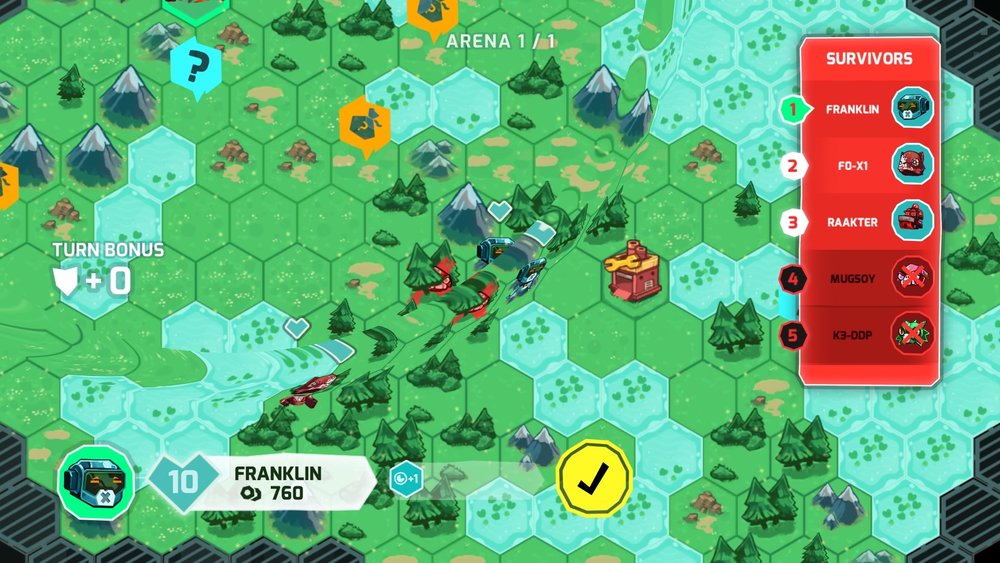 ARENA 1 / 1
SURVIVORS
1 FRANKLIN
2 F0-X1
3 RAAKTER
4 MUGSOY
5 K3-DDP
?
TURN BONUS
+ 0
10 FRANKLIN
760
+1